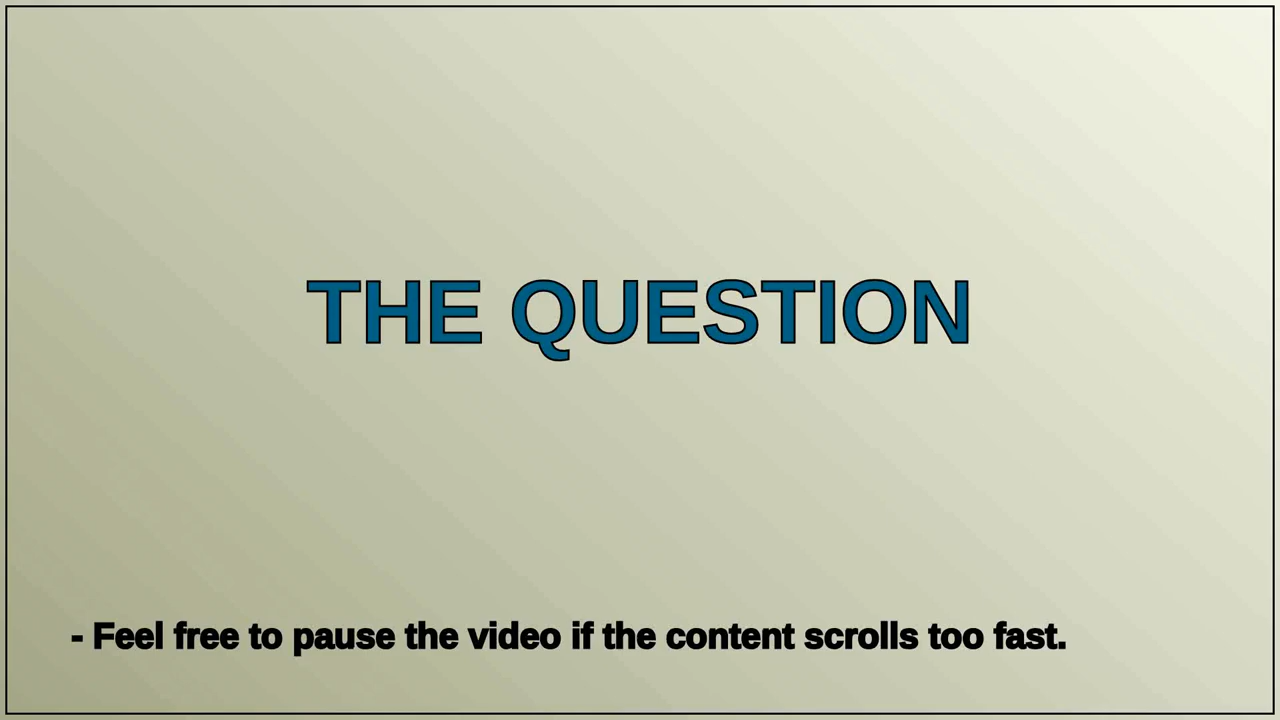 THE QUESTION
- Feel free to pause the video if the content scrolls too fast.